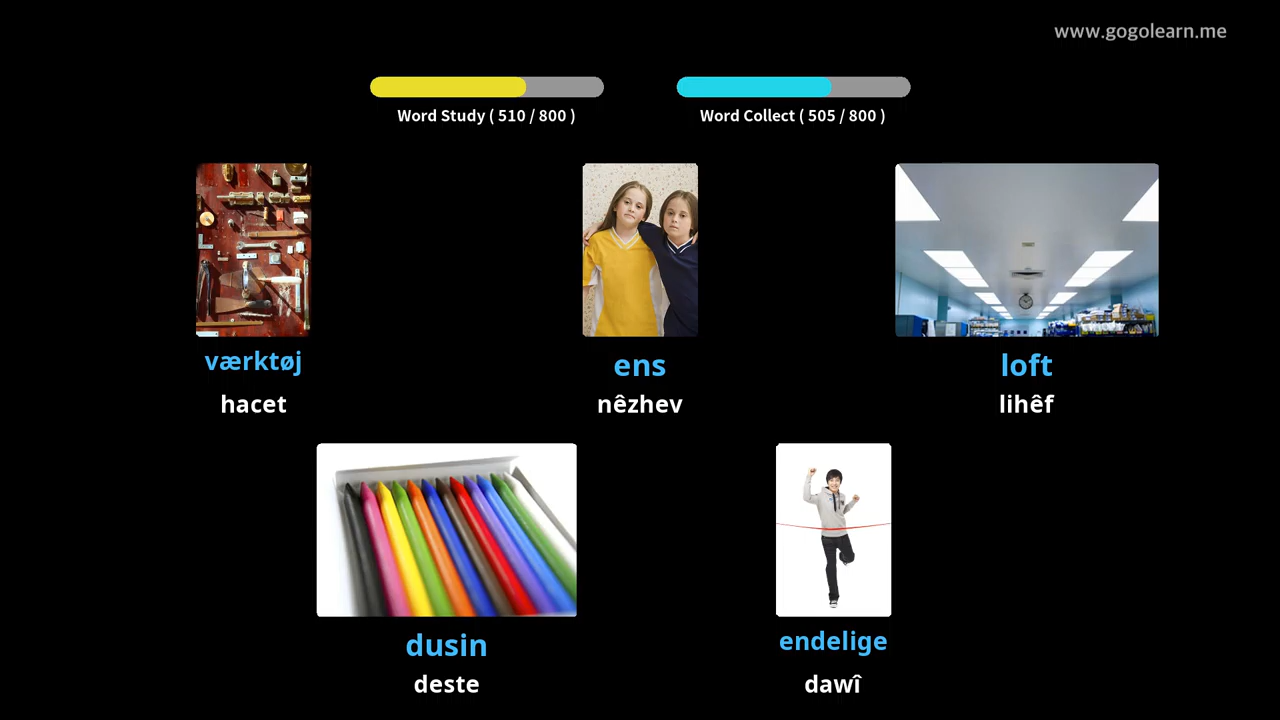 www.gogolearn.me
Word Study ( 510 / 800 )
Word Collect ( 505 / 800 )
værktøj
hacet
ens
nêzhev
loft
lihêf
dusin
deste
endelige
dawî